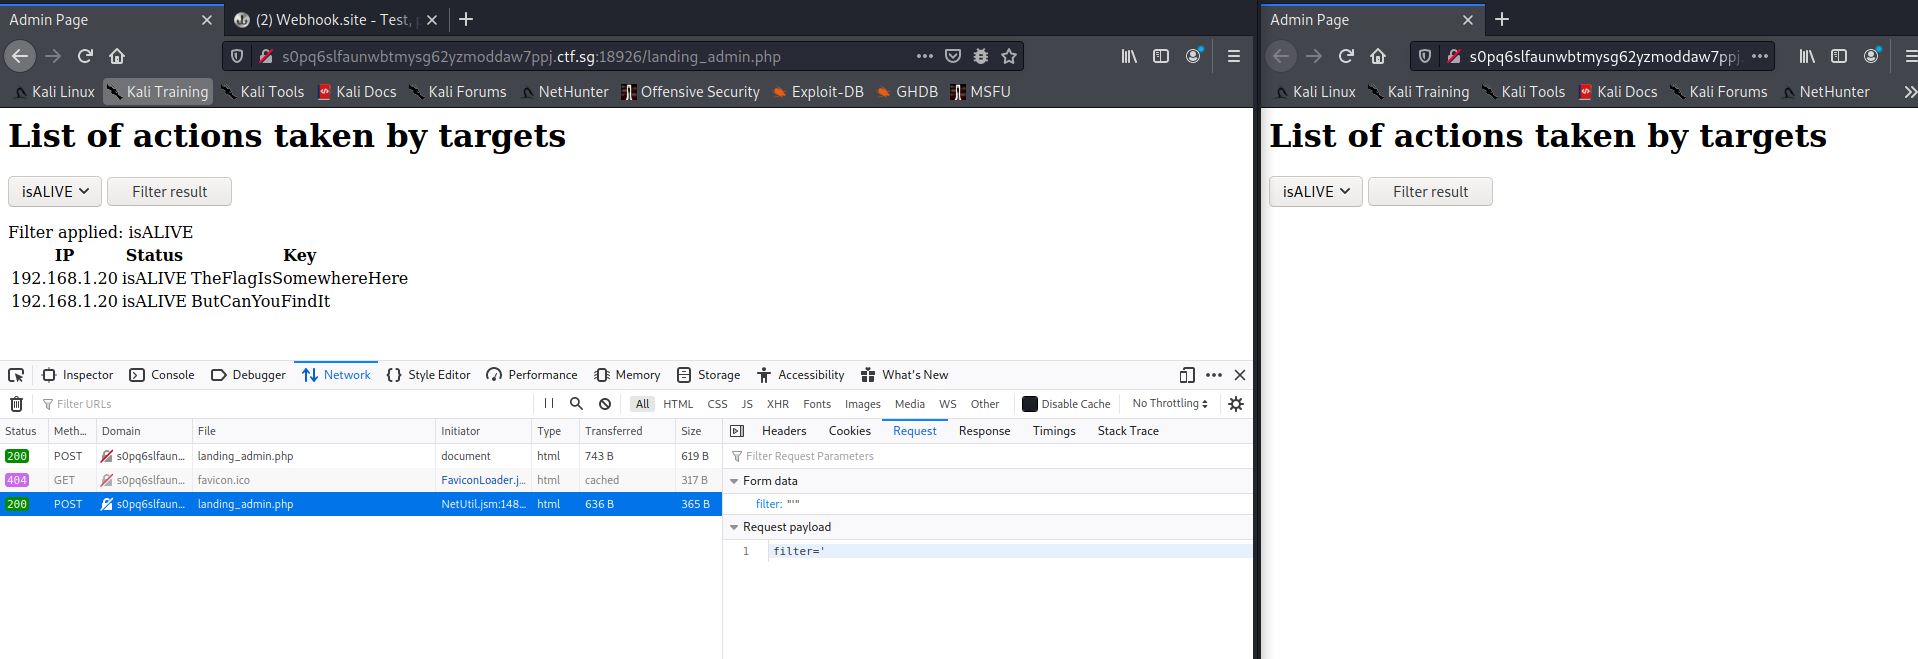 Admin Page
(2) Webhook.site - Test,
s0pq6slfaunwbtmysg62yzmoddaw7ppj.ctf.sg:18926/landing_admin.php
Kali Linux Kali Training Kali Tools Kali Docs Kali Forums NetHunter Offensive Security Exploit-DB GHDB MSFU
List of actions taken by targets
isALIVE Filter result
Filter applied: isALIVE
IP Status Key
192.168.1.20 isALIVE TheFlagIsSomewhereHere
192.168.1.20 isALIVE ButCanYouFindIt
Inspector Console Debugger Network Style Editor Performance Memory Storage Accessibility What's New
Filter URLs
All HTML CSS JS XHR Fonts Images Media WS Other Disable Cache No Throttling
Status Meth... Domain File Initiator Type Transferred Size
200 POST s0pq6slfaun... landing_admin.php document html 743 B 619 B
404 GET s0pq6slfaun... favicon.ico FaviconLoader.j... html cached 317 B
200 POST s0pq6slfaun... landing_admin.php NetUtil.jsm:148... html 636 B 365 B
Headers Cookies Request Response Timings Stack Trace
Filter Request Parameters
Form data
filter: "'"
Request payload
1 filter='
Admin Page
s0pq6slfaunwbtmysg62yzmoddaw7ppj.
Kali Linux Kali Training Kali Tools Kali Docs Kali Forums NetHunter
List of actions taken by targets
isALIVE Filter result